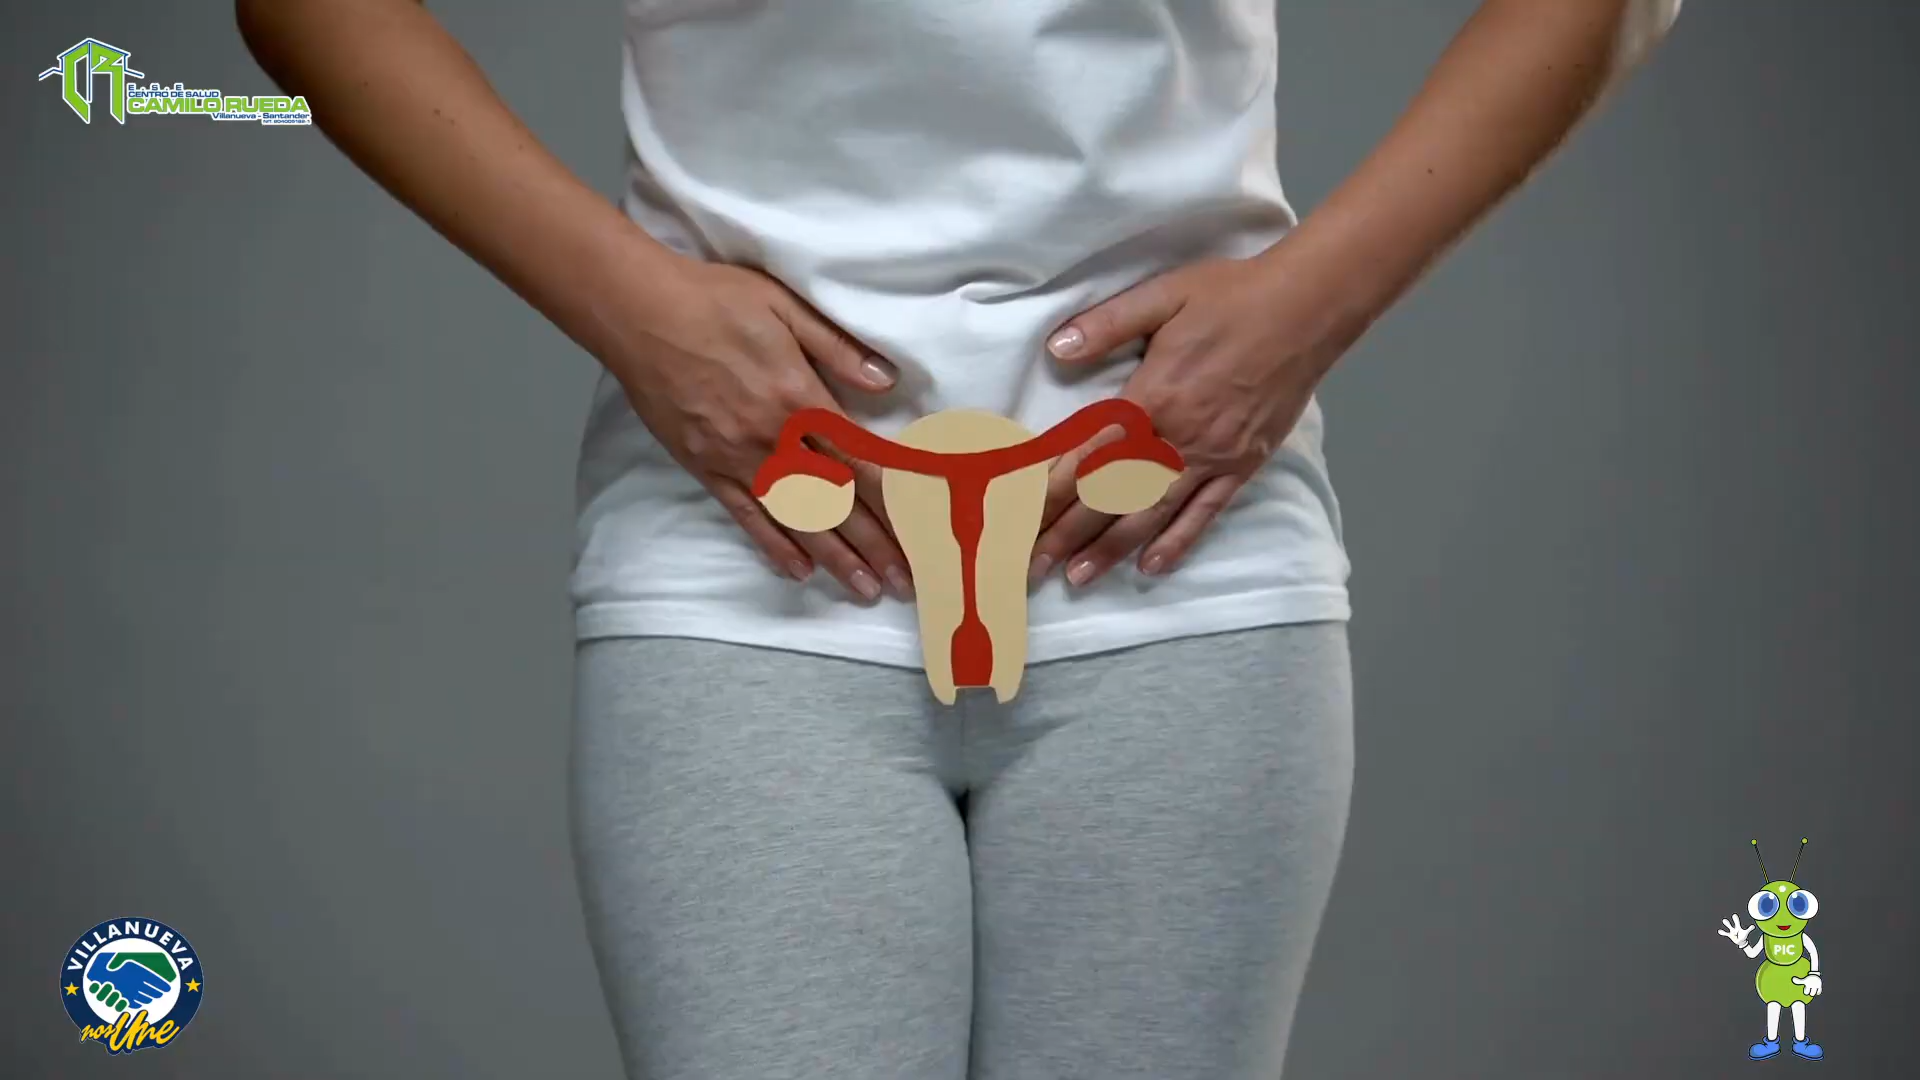 E.S.E
CENTRO DE SALUD
CAMILO RUEDA
Villanueva - Santander
VILLANUEVA
nos Une
PIC